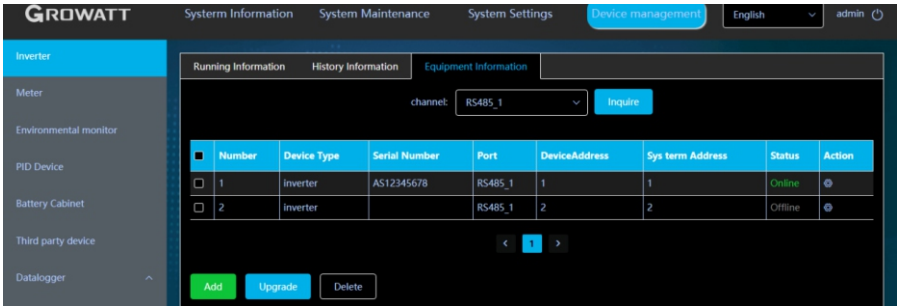 GROWATT Systerm Information System Maintenance System Settings Device management English admin
Inverter
Running Information History Information Equipment Information
Meter
channel: RS485_1 Inquire
Environmental monitor
Number Device Type Serial Number Port DeviceAddress Sys term Address Status Action
PID Device
1 inverter AS12345678 RS485_1 1 1 Online
Battery Cabinet
2 inverter RS485_1 2 2 Offline
Third party device
< 1 >
Datalogger
Add Upgrade Delete